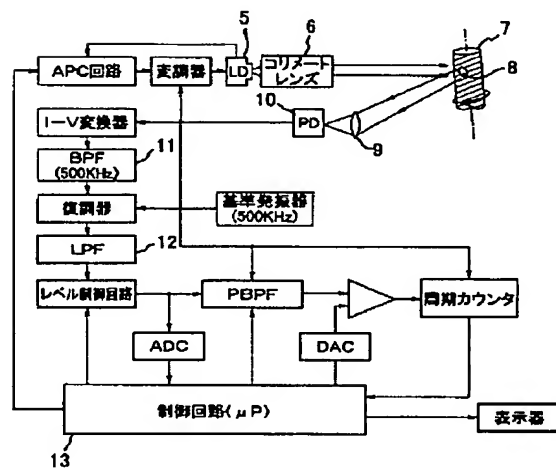 5
6
7
APC回路
変調器
LD
コリメート
レンズ
8
10
PD
9
I-V変換器
11
BPF
(500KHz)
復調器
基準発振器
(500KHz)
LPF
12
レベル制御回路
PBPF
周期カウンタ
ADC
DAC
制御回路(μP)
表示器
13